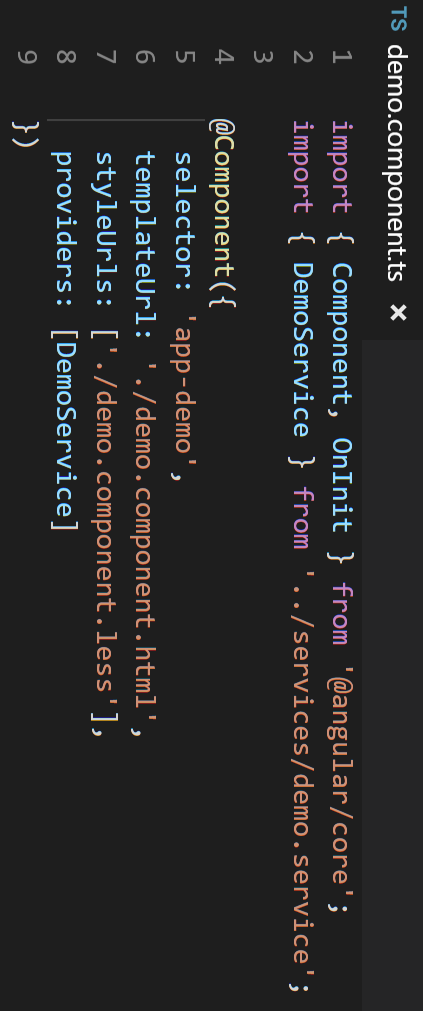 TS demo.component.ts ×
1 import { Component, OnInit } from '@angular/core';
2 import { DemoService } from '../services/demo.service';
3
4 @Component({
5   selector: 'app-demo',
6   templateUrl: './demo.component.html',
7   styleUrls: ['./demo.component.less'],
8   providers: [DemoService]
9 })